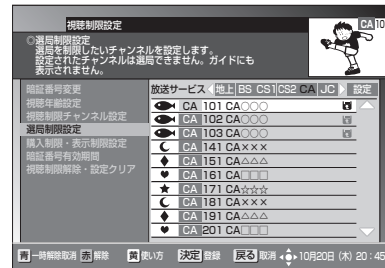 視聴制限設定
CA 10
◎選局制限設定
選局を制限したいチャンネルを設定します。
設定されたチャンネルは選局できません。ガイドにも
表示されません。
暗証番号変更
視聴年齢設定
視聴制限チャンネル設定
選局制限設定
購入制限・表示制限設定
暗証番号有効期間
視聴制限解除・設定クリア
放送サービス 地上 BS CS1 CS2 CA JC 設定
CA 101 CA○○○
CA 102 CA○○○
CA 103 CA○○○
CA 141 CA×××
CA 151 CA△△△
CA 161 CA□□□
CA 171 CA☆☆☆
CA 181 CA×××
CA 191 CA△△△
CA 201 CA□□□
青 一時解除取消 赤 解除 黄 使い方 決定 登録 戻る 取消 10月20日 (木) 20:45